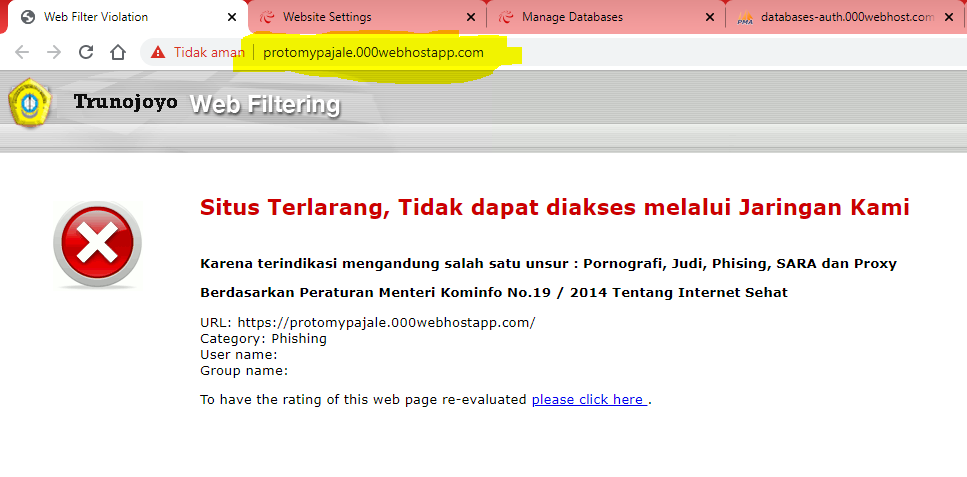 Web Filter Violation
Website Settings
Manage Databases
PMA
databases-auth.000webhost.com
Tidak aman
protomypajale.000webhostapp.com
Trunojoyo Web Filtering
Situs Terlarang, Tidak dapat diakses melalui Jaringan Kami
Karena terindikasi mengandung salah satu unsur : Pornografi, Judi, Phising, SARA dan Proxy
Berdasarkan Peraturan Menteri Kominfo No.19 / 2014 Tentang Internet Sehat
URL: https://protomypajale.000webhostapp.com/
Category: Phishing
User name:
Group name:
To have the rating of this web page re-evaluated please click here .